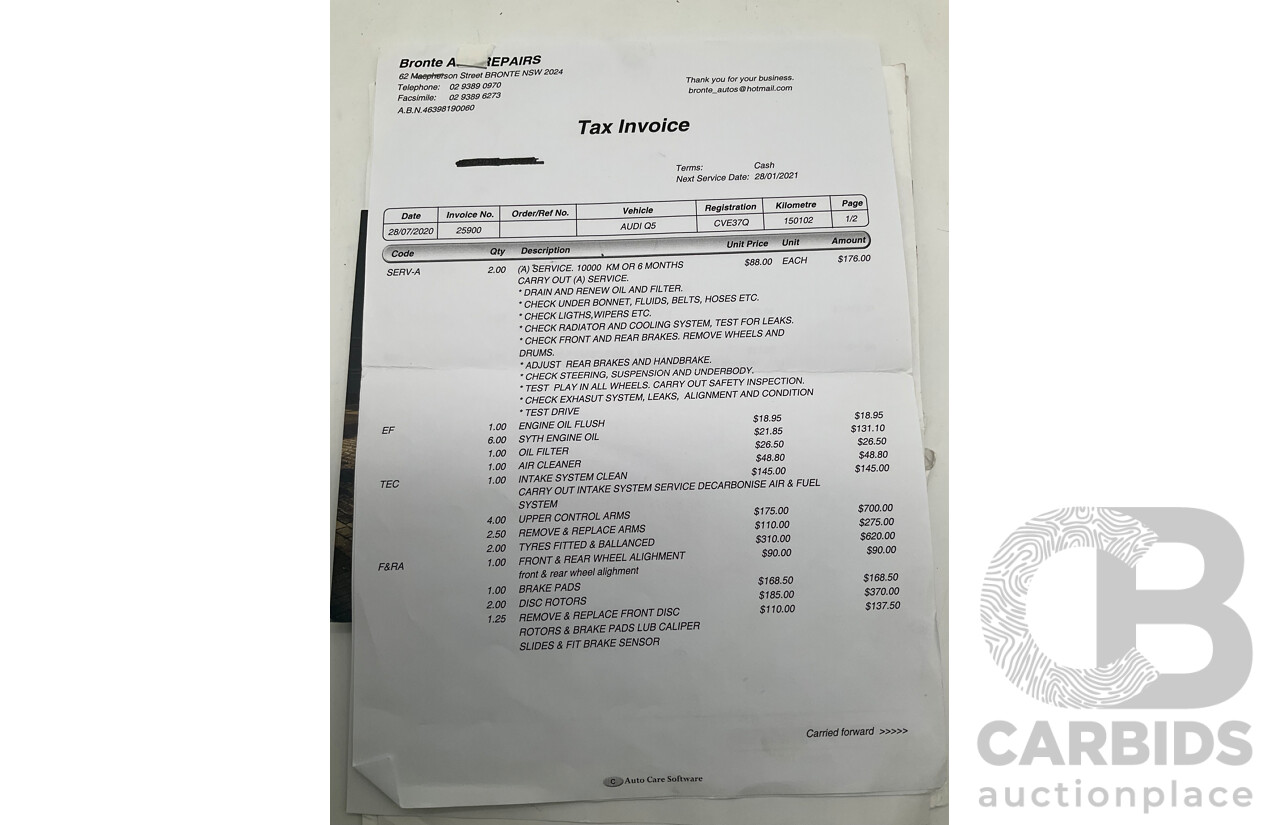 Bronte A REPAIRS
62 Macpherson Street BRONTE NSW 2024
Telephone: 02 9389 0970
Facsimile: 02 9389 6273
A.B.N.46398190060
Thank you for your business.
bronte_autos@hotmail.com
Tax Invoice
Terms: Cash
Next Service Date: 28/01/2021
Date Invoice No. Order/Ref No. Vehicle Registration Kilometre Page
28/07/2020 25900 AUDI Q5 CVE37Q 150102 1/2
Code Qty Description Unit Price Unit Amount
SERV-A 2.00 (A) SERVICE. 10000 KM OR 6 MONTHS $88.00 EACH $176.00
CARRY OUT (A) SERVICE.
* DRAIN AND RENEW OIL AND FILTER.
* CHECK UNDER BONNET, FLUIDS, BELTS, HOSES ETC.
* CHECK LIGTHS,WIPERS ETC.
* CHECK RADIATOR AND COOLING SYSTEM, TEST FOR LEAKS.
* CHECK FRONT AND REAR BRAKES. REMOVE WHEELS AND
DRUMS.
* ADJUST REAR BRAKES AND HANDBRAKE.
* CHECK STEERING, SUSPENSION AND UNDERBODY.
* TEST PLAY IN ALL WHEELS. CARRY OUT SAFETY INSPECTION.
* CHECK EXHASUT SYSTEM, LEAKS, ALIGNMENT AND CONDITION
* TEST DRIVE
EF 1.00 ENGINE OIL FLUSH $18.95 $18.95
6.00 SYTH ENGINE OIL $21.85 $131.10
1.00 OIL FILTER $26.50 $26.50
1.00 AIR CLEANER $48.80 $48.80
TEC 1.00 INTAKE SYSTEM CLEAN $145.00 $145.00
CARRY OUT INTAKE SYSTEM SERVICE DECARBONISE AIR & FUEL
SYSTEM
4.00 UPPER CONTROL ARMS $175.00 $700.00
2.50 REMOVE & REPLACE ARMS $110.00 $275.00
2.00 TYRES FITTED & BALLANCED $310.00 $620.00
F&RA 1.00 FRONT & REAR WHEEL ALIGHMENT $90.00 $90.00
front & rear wheel alighment
1.00 BRAKE PADS $168.50 $168.50
2.00 DISC ROTORS $185.00 $370.00
1.25 REMOVE & REPLACE FRONT DISC $110.00 $137.50
ROTORS & BRAKE PADS LUB CALIPER
SLIDES & FIT BRAKE SENSOR
Carried forward >>>>>
C Auto Care Software
CB
CARBIDS
auctionplace